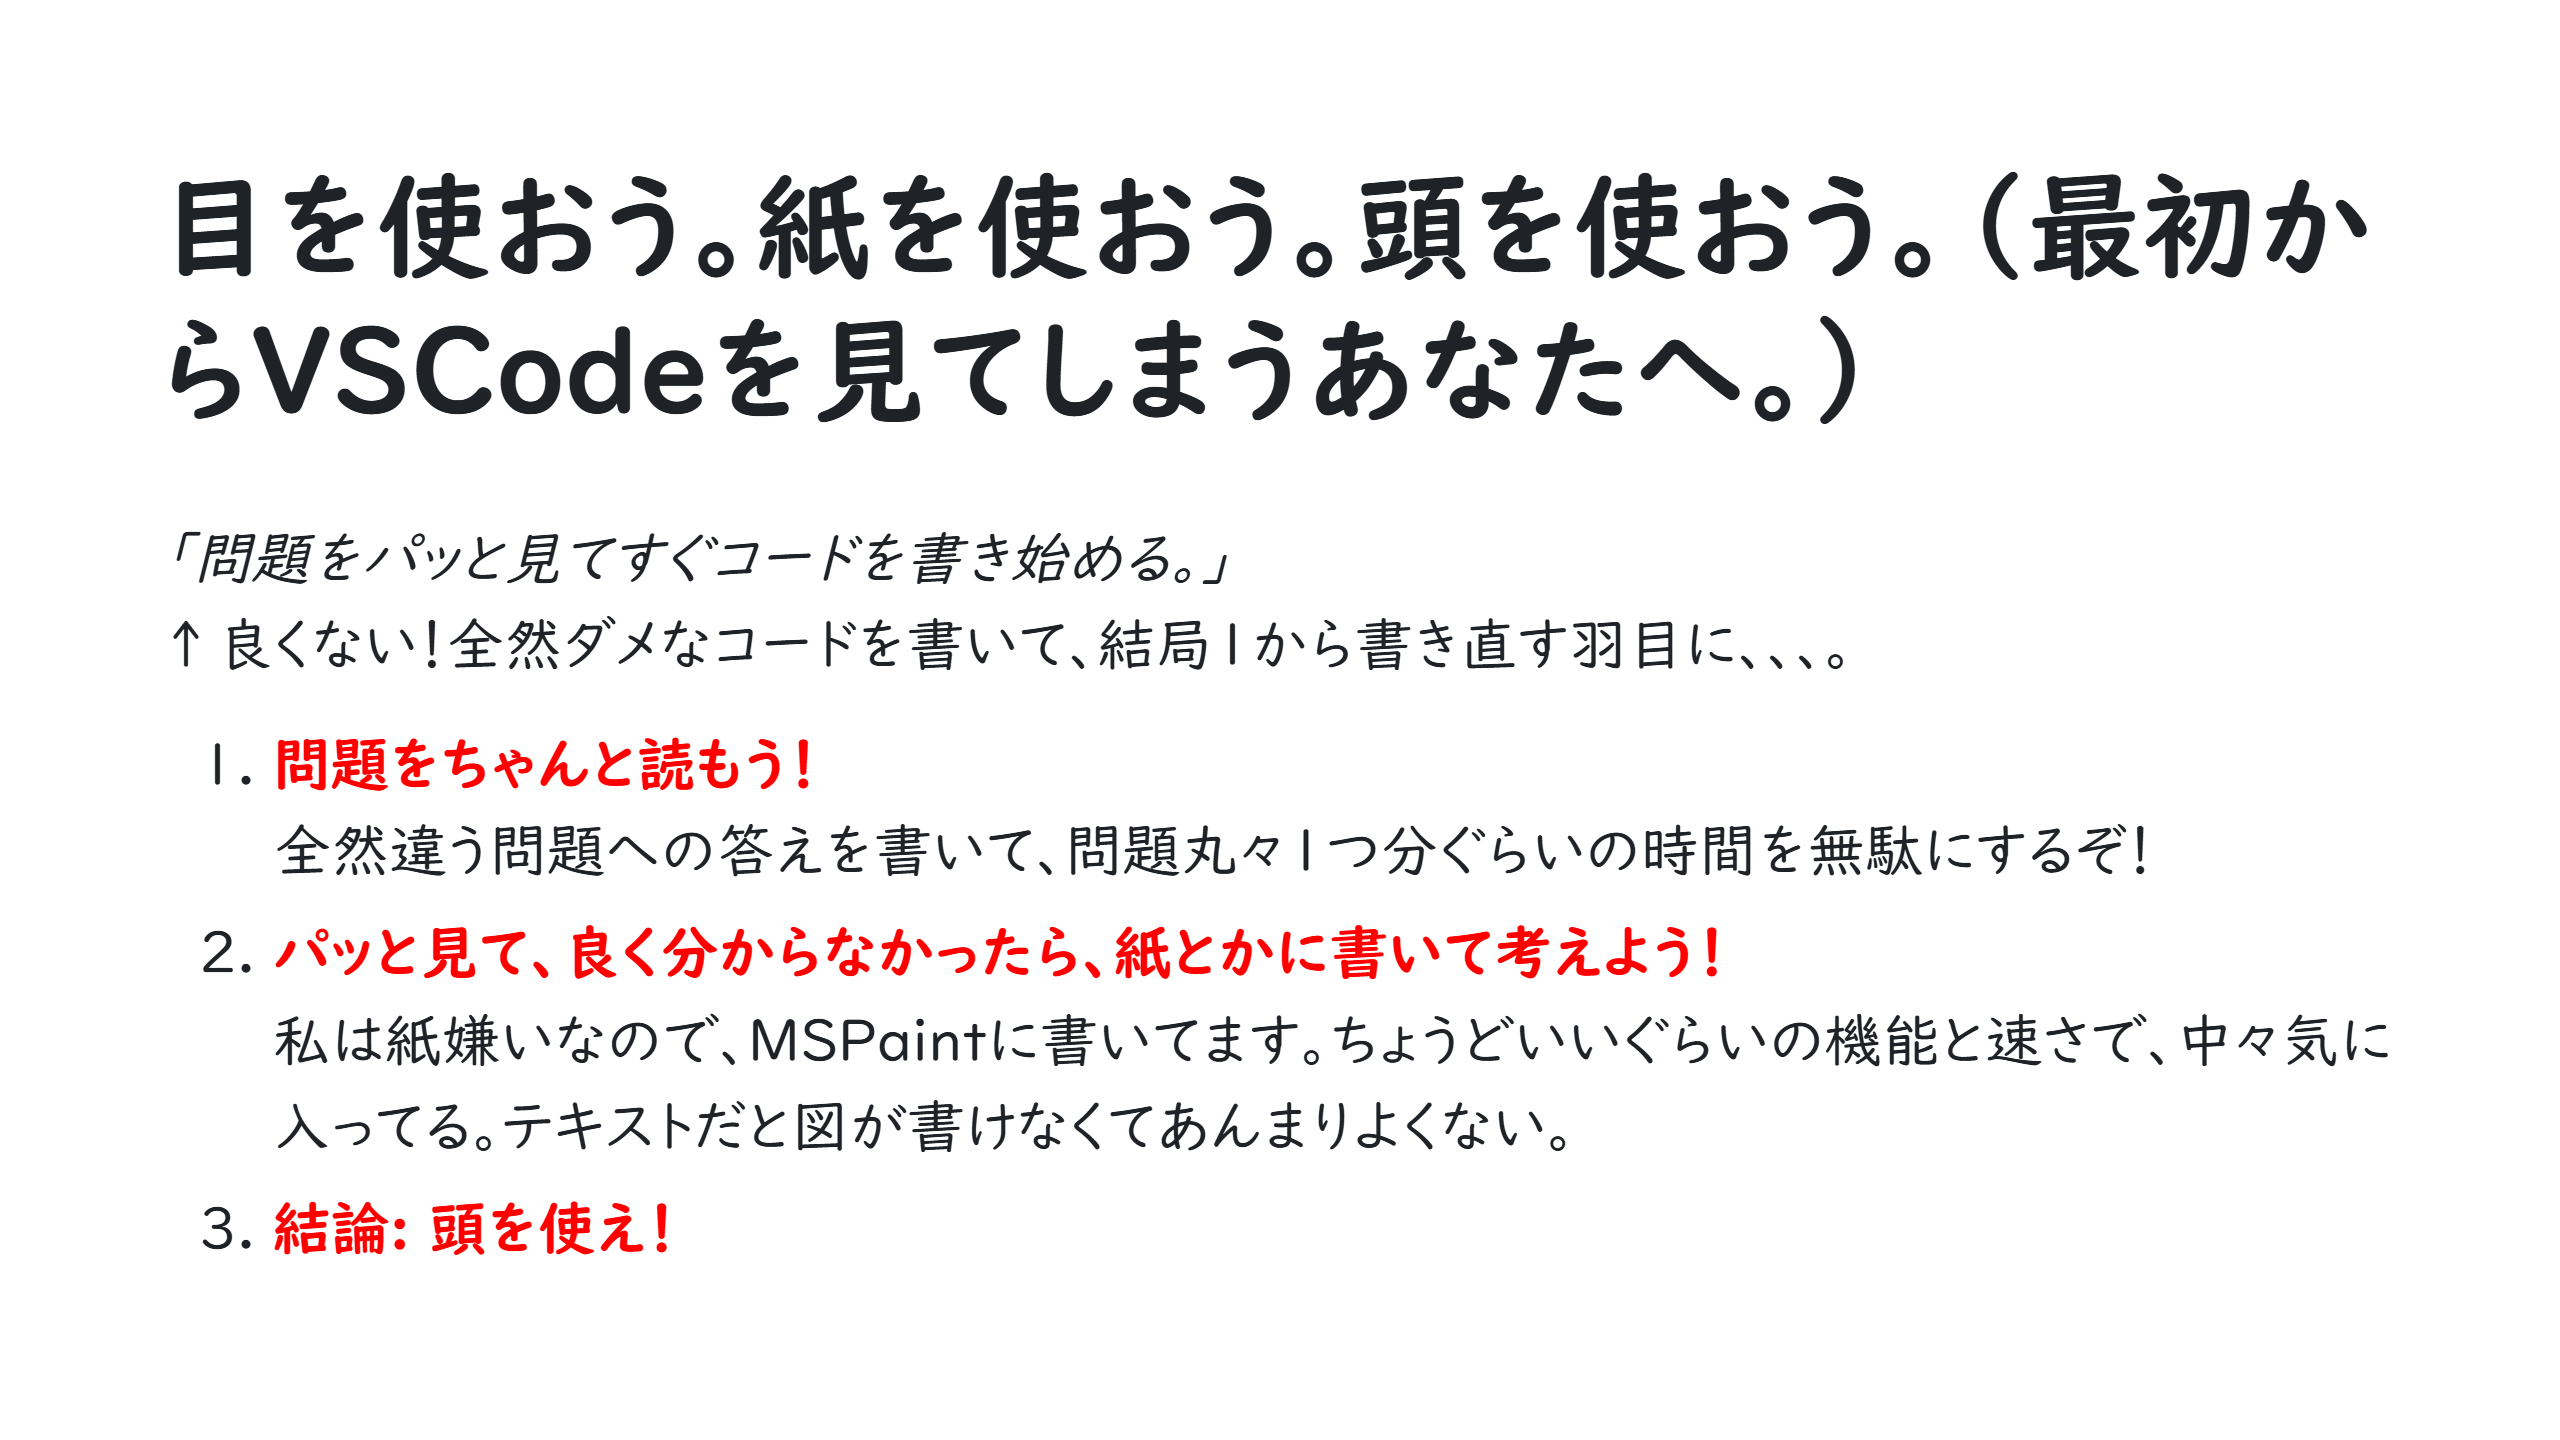 目を使おう。紙を使おう。頭を使おう。（最初か
らVSCodeを見てしまうあなたへ。）
「問題をパッと見てすぐコードを書き始める。」
↑ 良くない！全然ダメなコードを書いて、結局1から書き直す羽目に、、、。
1. 問題をちゃんと読もう！
全然違う問題への答えを書いて、問題丸々1つ分ぐらいの時間を無駄にするぞ！
2. パッと見て、良く分からなかったら、紙とかに書いて考えよう！
私は紙嫌いなので、MSPaintに書いてます。ちょうどいいぐらいの機能と速さで、中々気に
入ってる。テキストだと図が書けなくてあんまりよくない。
3. 結論: 頭を使え！